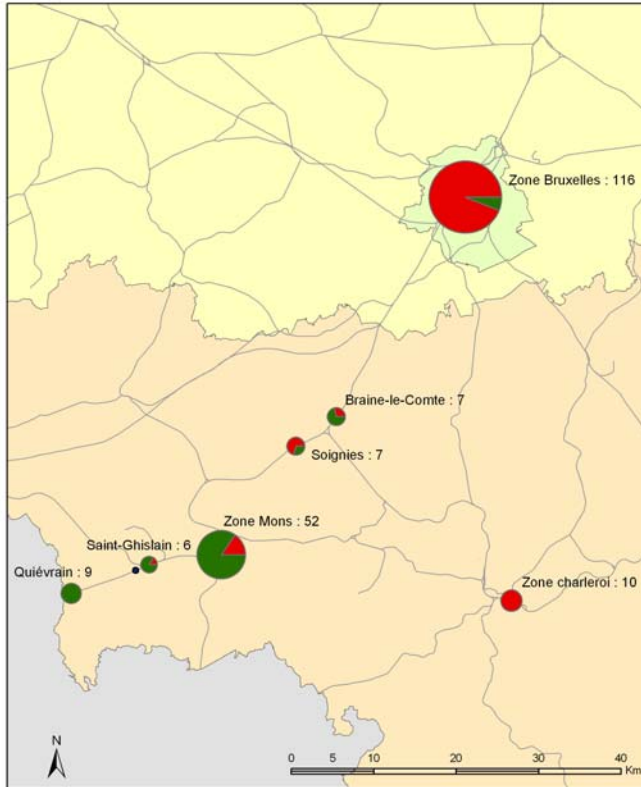 Zone Bruxelles : 116
Braine-le-Comte : 7
Soignies : 7
Zone Mons : 52
Saint-Ghislain : 6
Quiévrain : 9
Zone charleroi : 10
N
0 5 10 20 30 40
Km